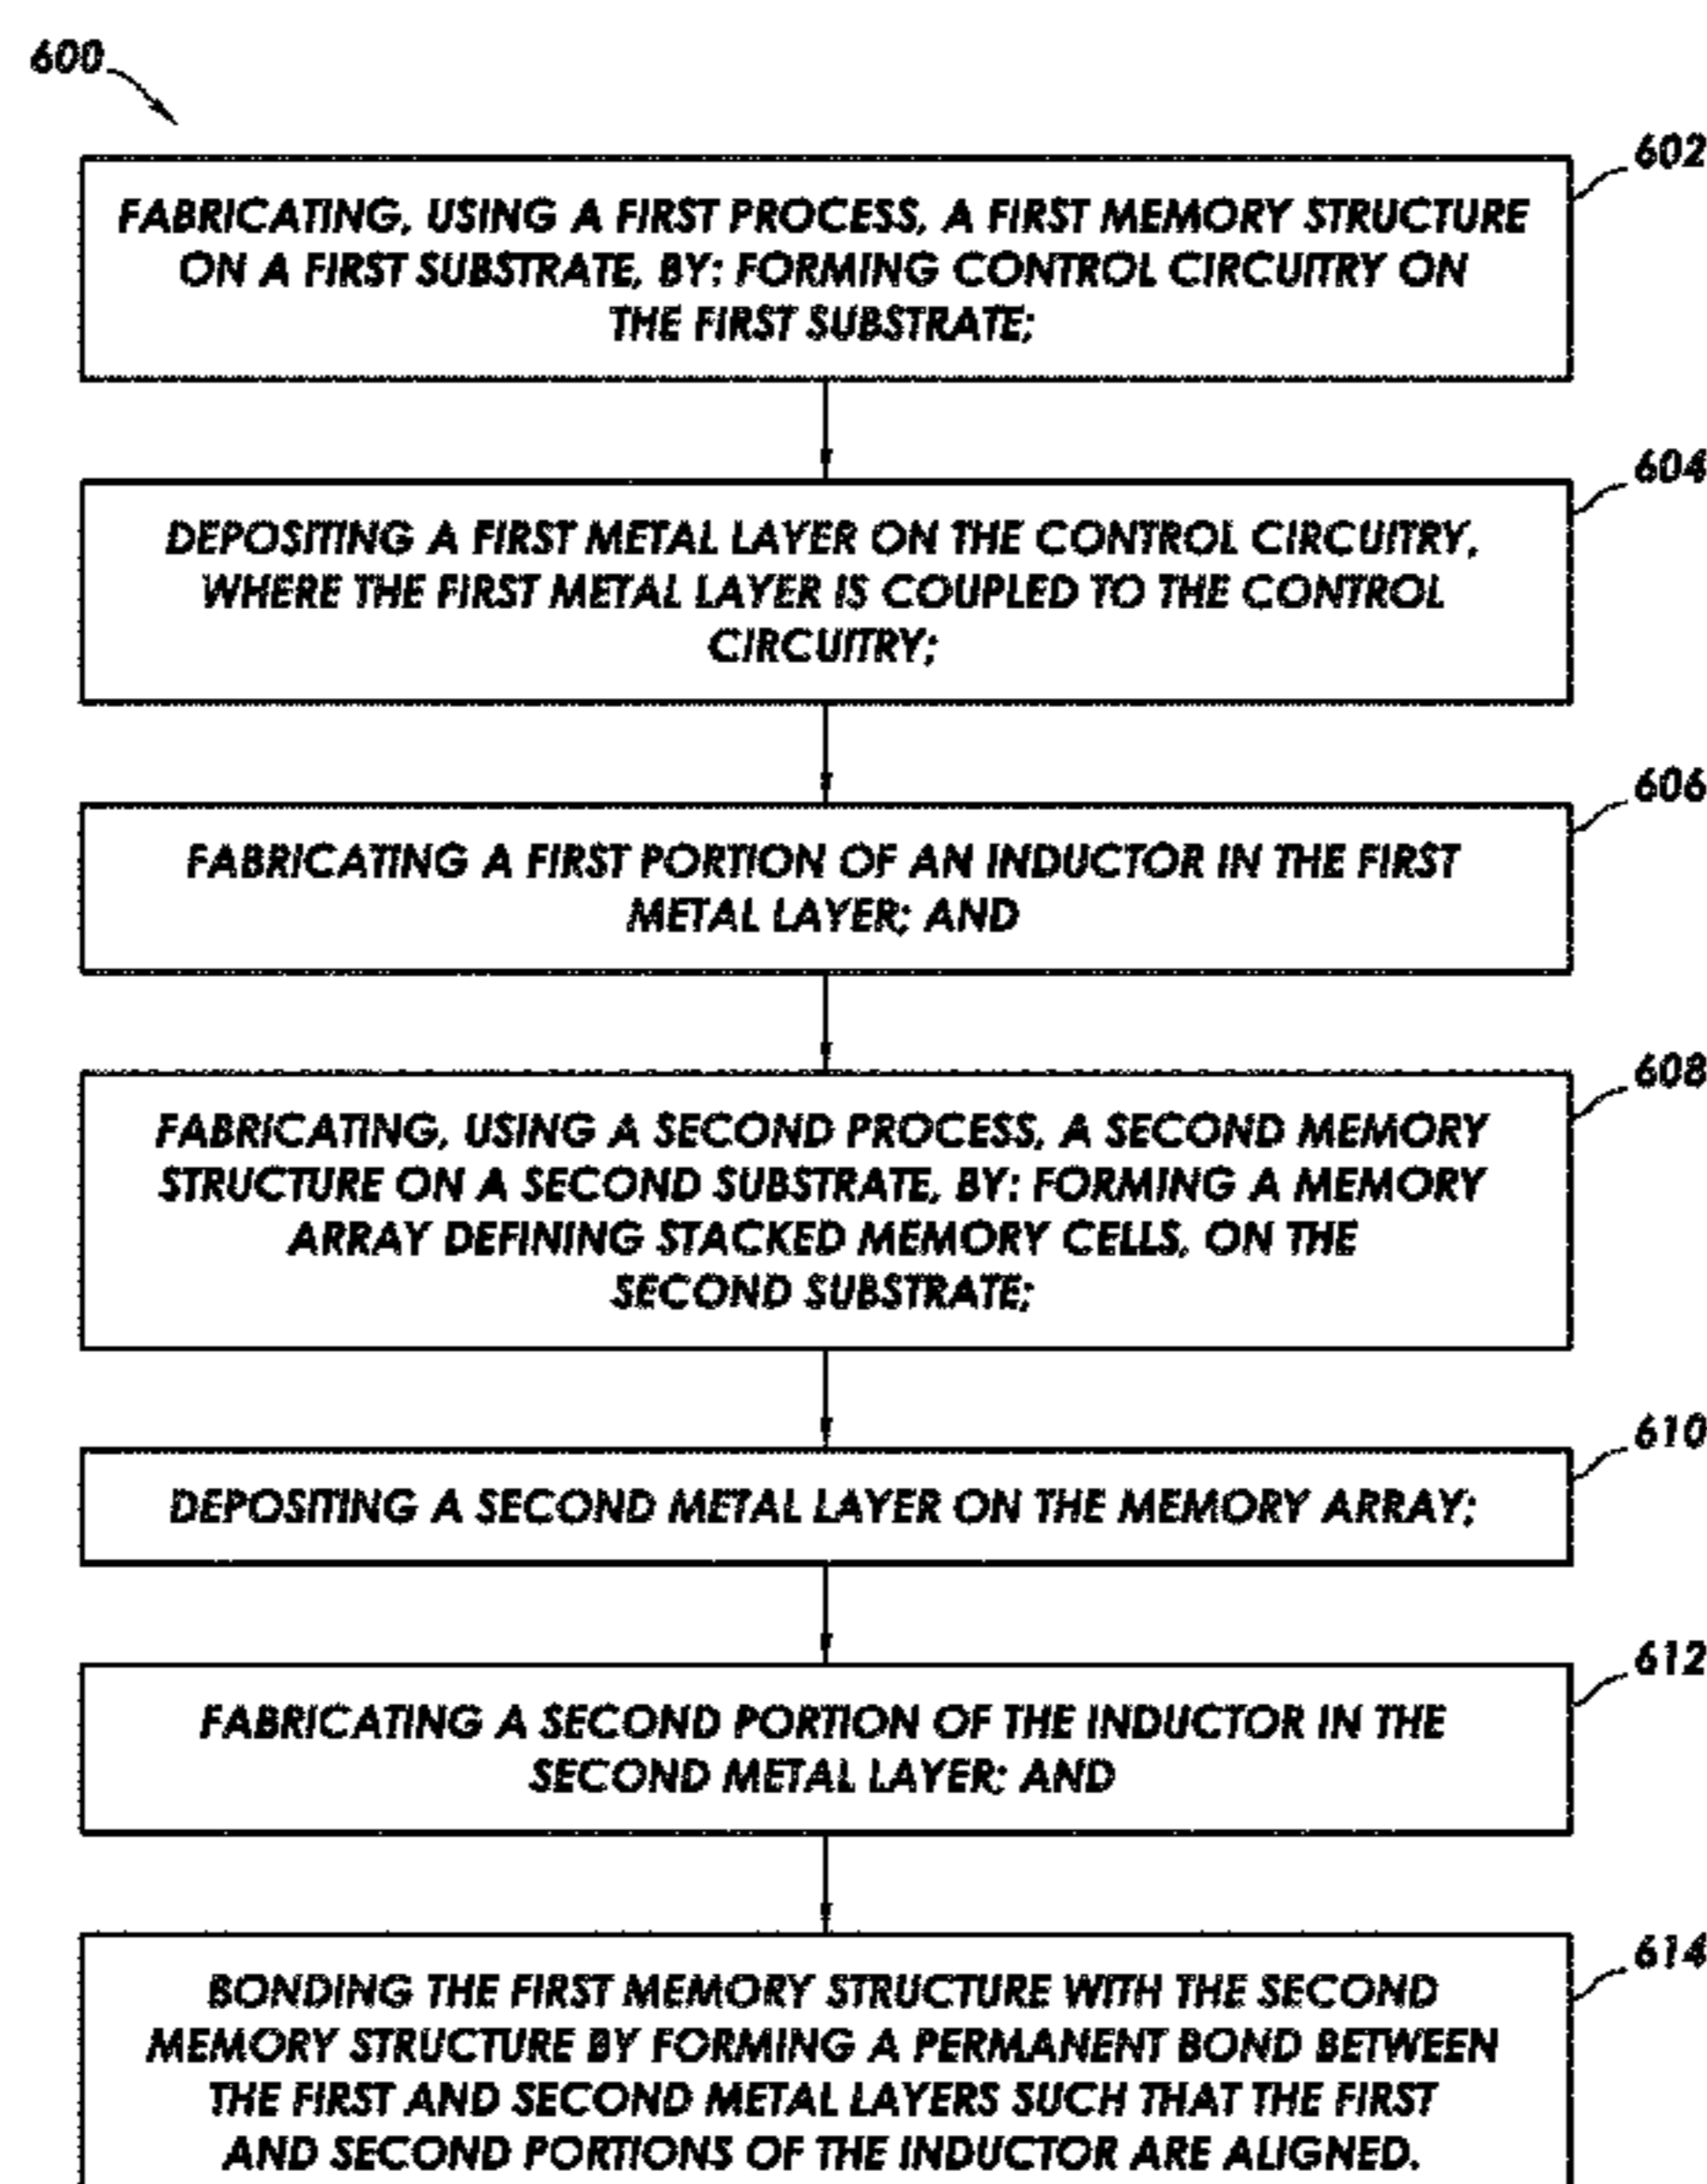 600
602
FABRICATING, USING A FIRST PROCESS, A FIRST MEMORY STRUCTURE
ON A FIRST SUBSTRATE, BY: FORMING CONTROL CIRCUITRY ON
THE FIRST SUBSTRATE;
604
DEPOSITING A FIRST METAL LAYER ON THE CONTROL CIRCUITRY,
WHERE THE FIRST METAL LAYER IS COUPLED TO THE CONTROL
CIRCUITRY;
606
FABRICATING A FIRST PORTION OF AN INDUCTOR IN THE FIRST
METAL LAYER; AND
608
FABRICATING, USING A SECOND PROCESS, A SECOND MEMORY
STRUCTURE ON A SECOND SUBSTRATE, BY: FORMING A MEMORY
ARRAY DEFINING STACKED MEMORY CELLS, ON THE
SECOND SUBSTRATE;
610
DEPOSITING A SECOND METAL LAYER ON THE MEMORY ARRAY;
612
FABRICATING A SECOND PORTION OF THE INDUCTOR IN THE
SECOND METAL LAYER; AND
614
BONDING THE FIRST MEMORY STRUCTURE WITH THE SECOND
MEMORY STRUCTURE BY FORMING A PERMANENT BOND BETWEEN
THE FIRST AND SECOND METAL LAYERS SUCH THAT THE FIRST
AND SECOND PORTIONS OF THE INDUCTOR ARE ALIGNED.